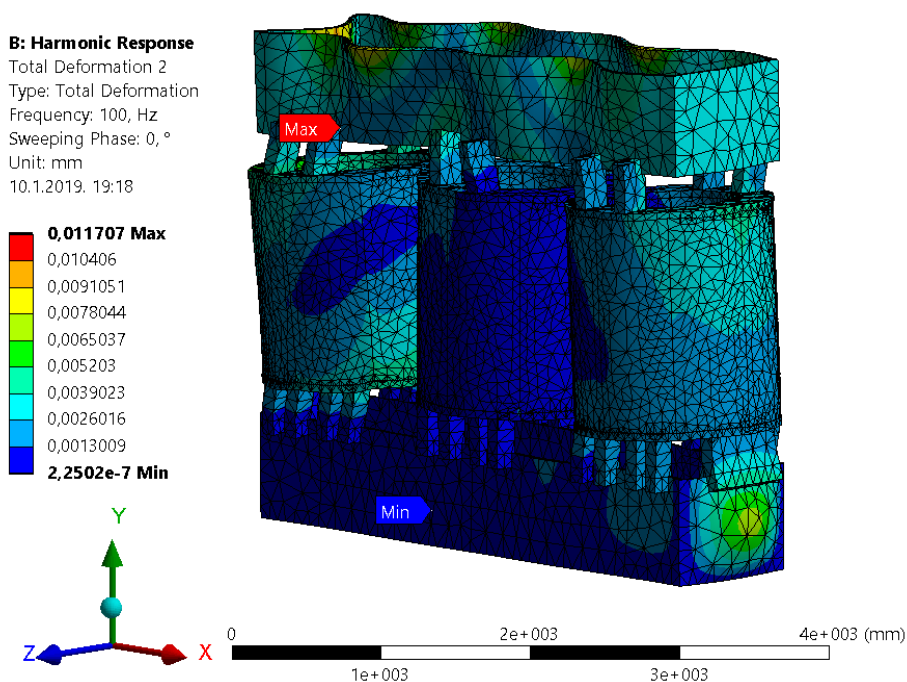 B: Harmonic Response
Total Deformation 2
Type: Total Deformation
Frequency: 100, Hz
Sweeping Phase: 0, °
Unit: mm
10.1.2019. 19:18
0,011707 Max
0,010406
0,0091051
0,0078044
0,0065037
0,005203
0,0039023
0,0026016
0,0013009
2,2502e-7 Min
Max
Min
Y
Z
X
0
2e+003
4e+003 (mm)
1e+003
3e+003